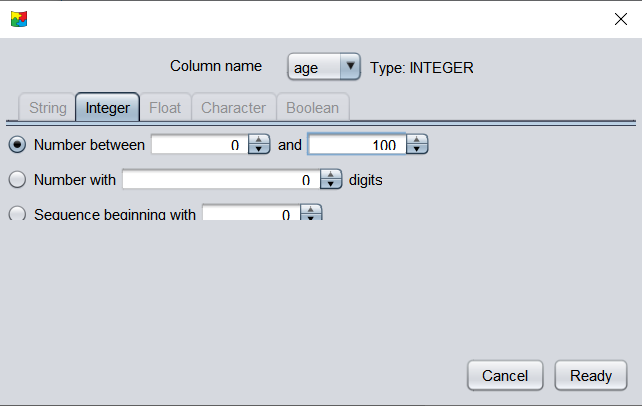 Column name age Type: INTEGER
String Integer Float Character Boolean
Number between 0 and 100
Number with 0 digits
Sequence beginning with 0
Cancel Ready